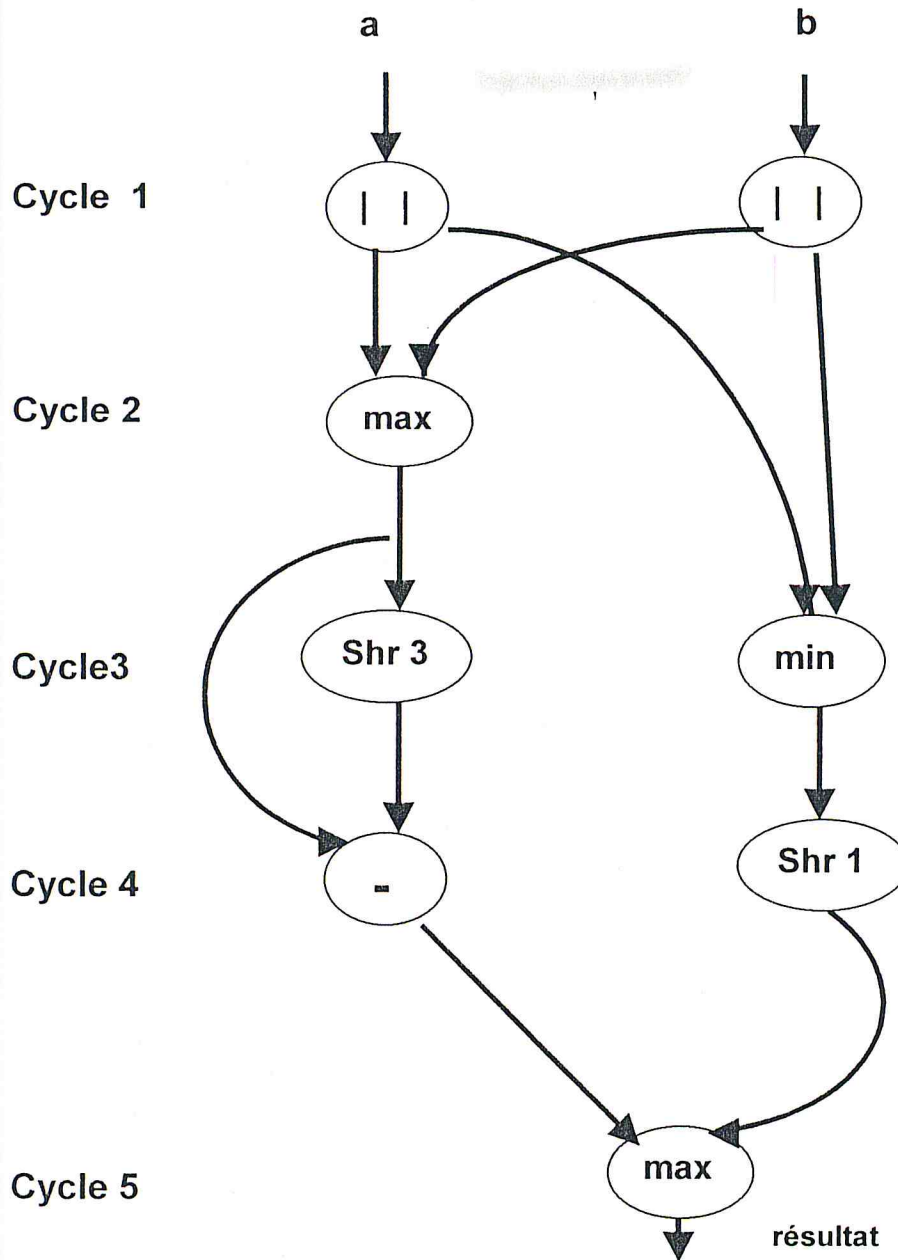 a b
Cycle 1 | | | |
Cycle 2 max
Cycle3 Shr 3 min
Cycle 4 - Shr 1
Cycle 5 max
résultat